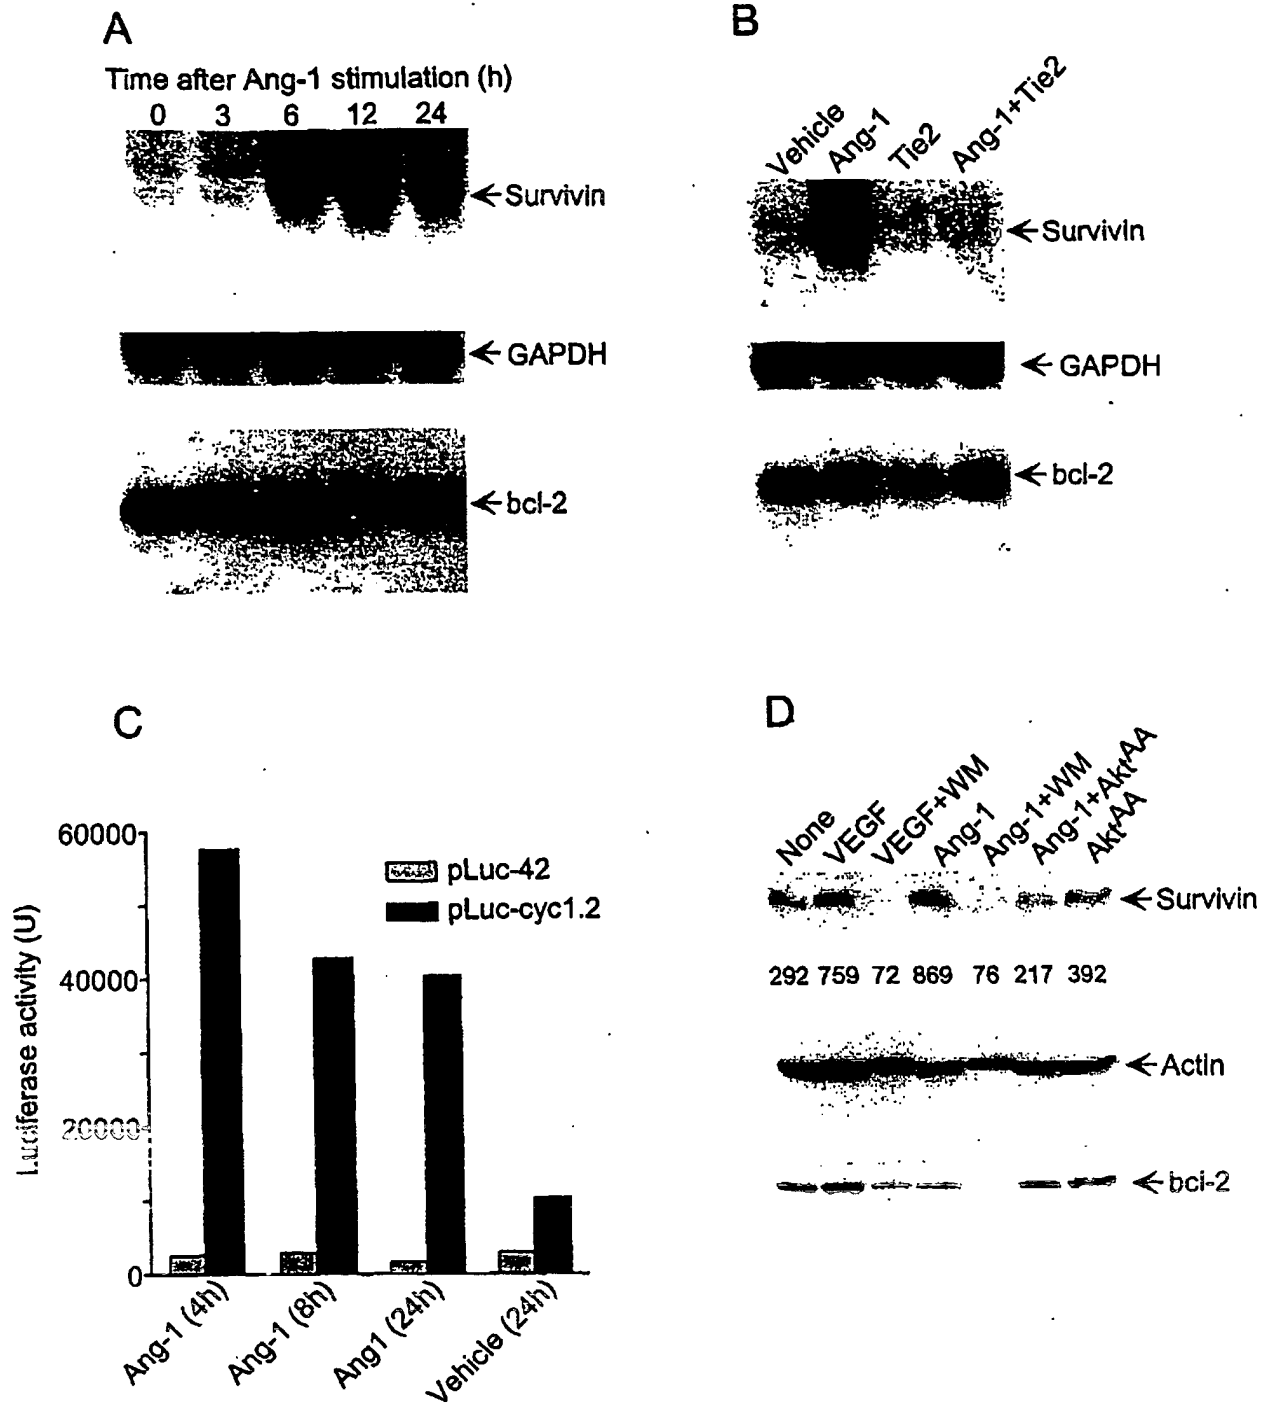 A
Time after Ang-1 stimulation (h)
0 3 6 12 24
Survivin
GAPDH
bcl-2
B
Vehicle
Ang-1
Tie2
Ang-1+Tie2
Survivin
GAPDH
bcl-2
C
Luciferase activity (U)
60000
40000
20000
0
pLuc-42
pLuc-cyc1.2
Ang-1 (4h)
Ang-1 (8h)
Ang1 (24h)
Vehicle (24h)
D
None
VEGF
VEGF+WM
Ang-1
Ang-1+WM
Ang-1+AktAA
AktAA
Survivin
292 759 72 869 76 217 392
Actin
bcl-2